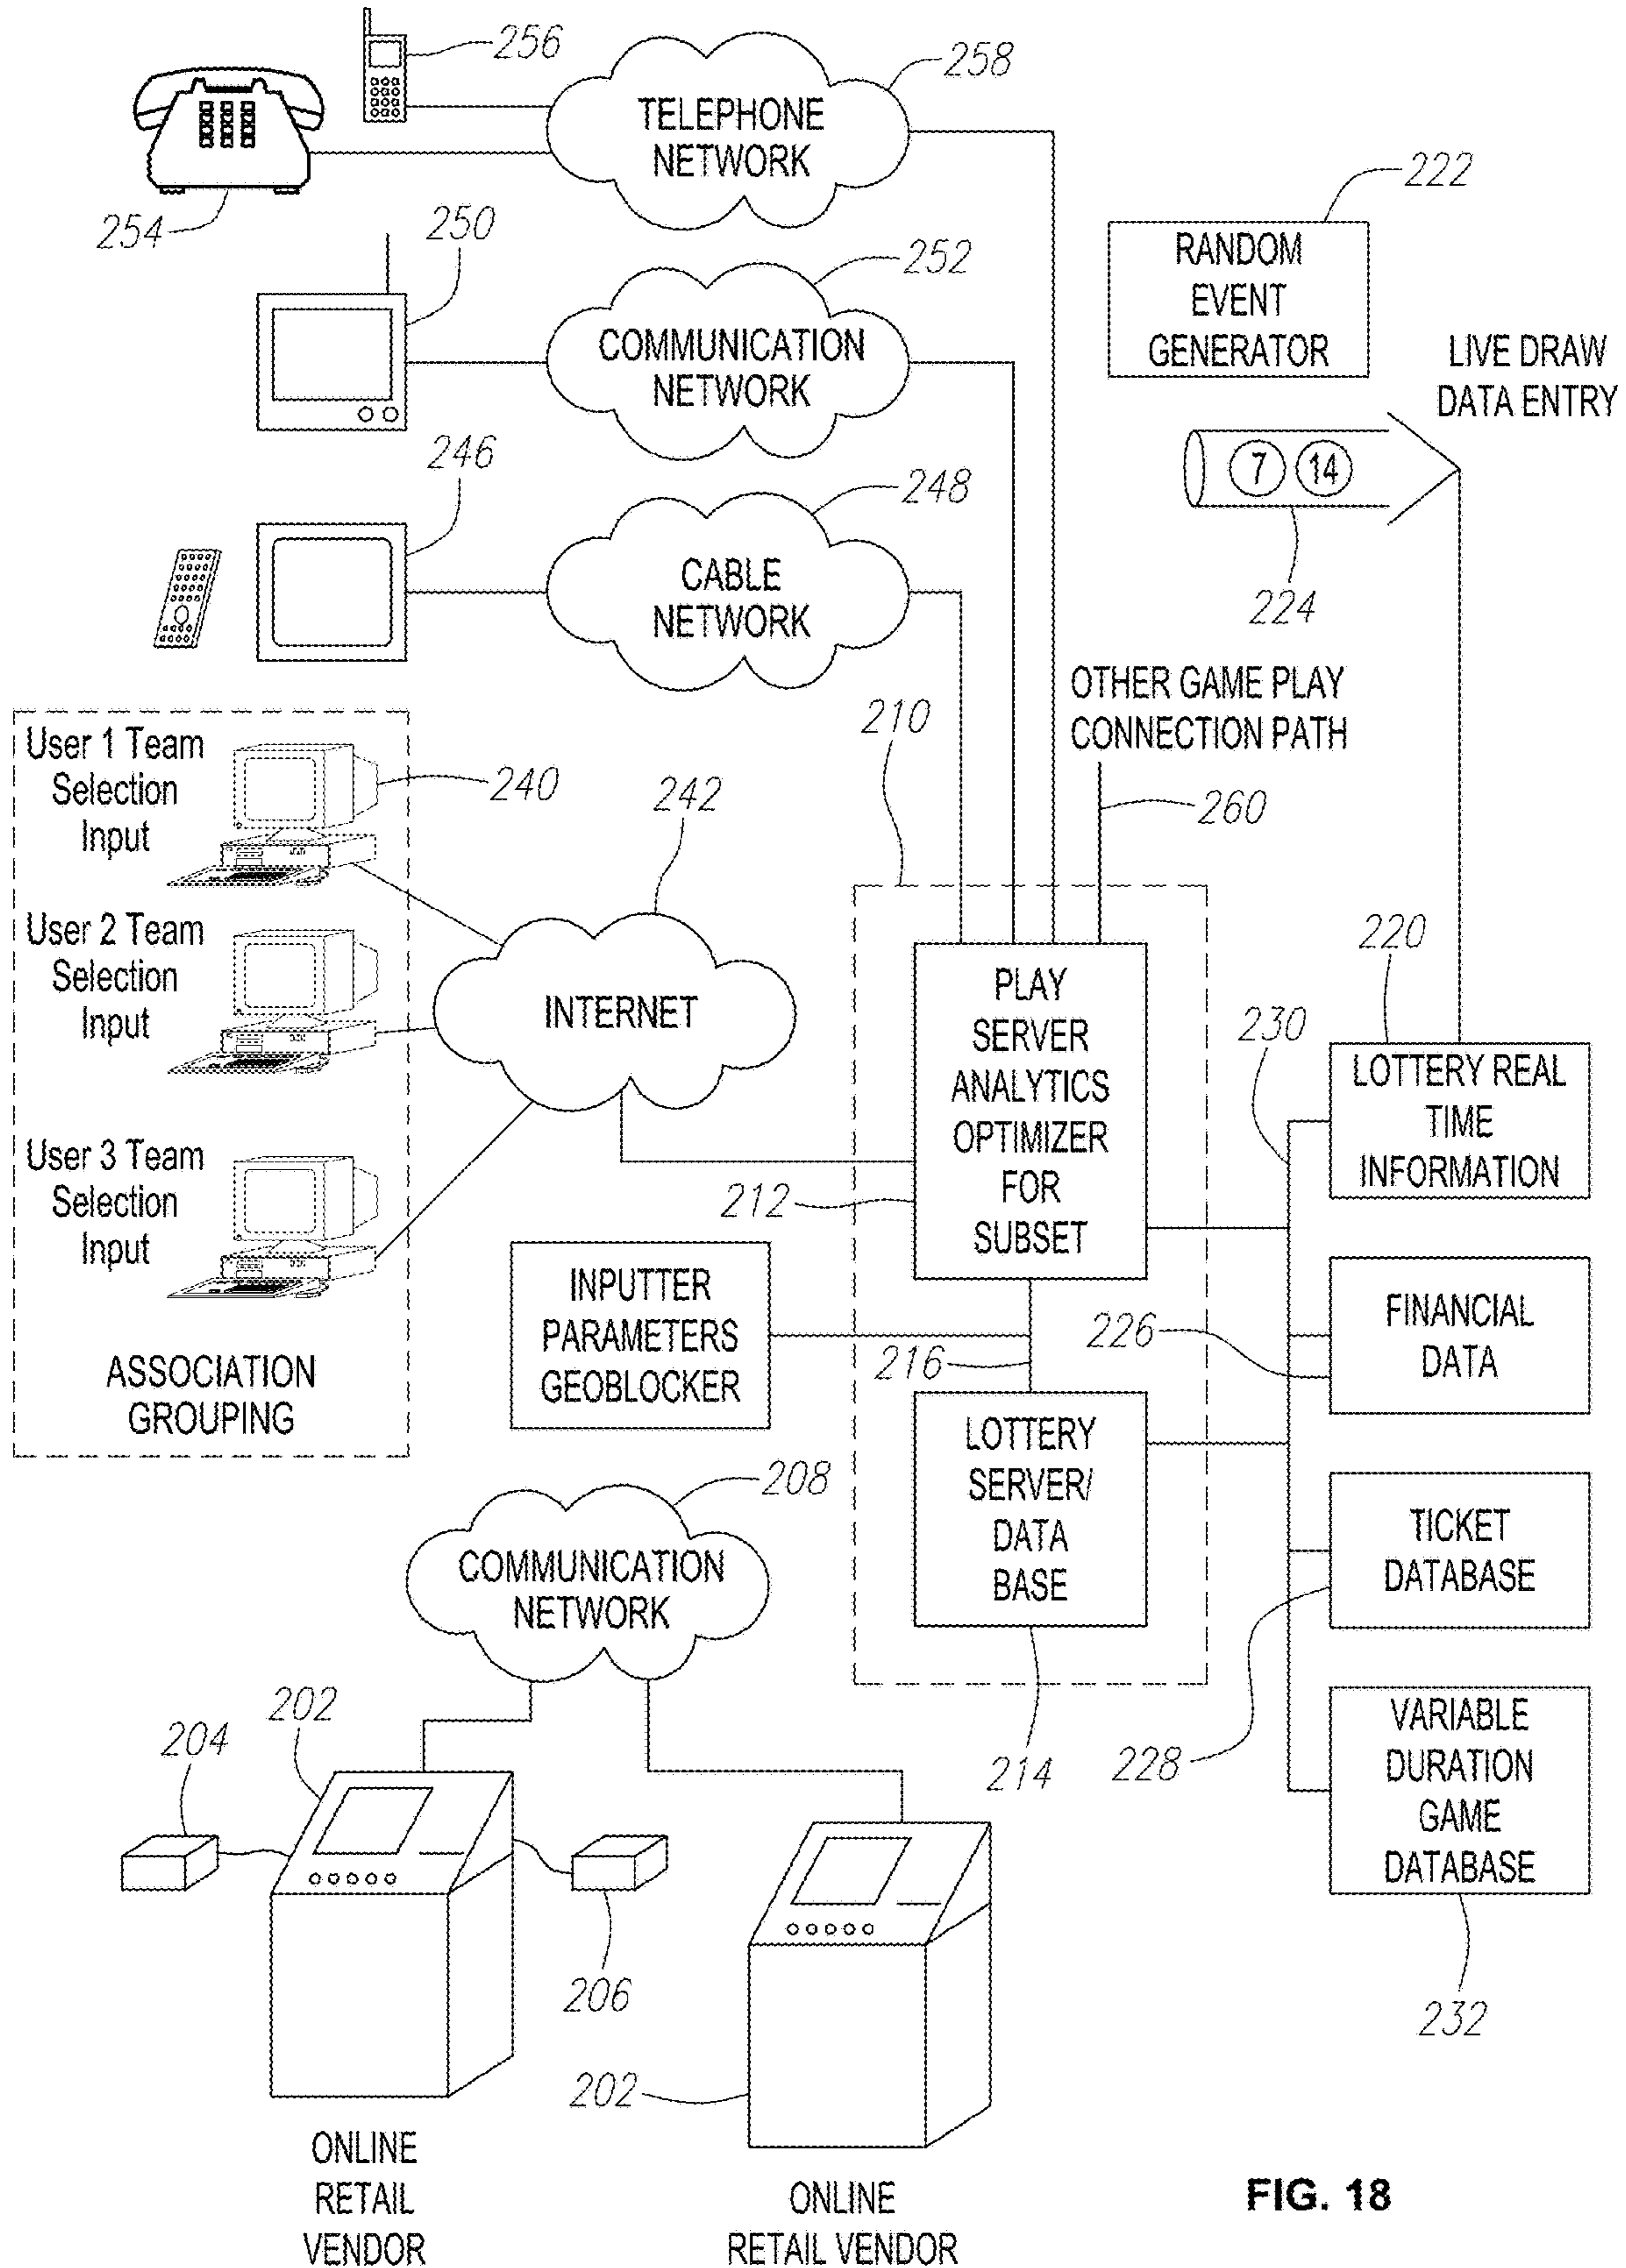 256
258
TELEPHONE
NETWORK
254
222
RANDOM
EVENT
GENERATOR
250
252
COMMUNICATION
NETWORK
LIVE DRAW
DATA ENTRY
7 14
224
246
248
CABLE
NETWORK
OTHER GAME PLAY
CONNECTION PATH
260
210
User 1 Team
Selection
Input
240
242
User 2 Team
Selection
Input
INTERNET
User 3 Team
Selection
Input
ASSOCIATION
GROUPING
PLAY
SERVER
ANALYTICS
OPTIMIZER
FOR
SUBSET
212
220
230
LOTTERY REAL
TIME
INFORMATION
INPUTTER
PARAMETERS
GEOBLOCKER
216
226
FINANCIAL
DATA
LOTTERY
SERVER/
DATA
BASE
214
TICKET
DATABASE
228
VARIABLE
DURATION
GAME
DATABASE
232
208
COMMUNICATION
NETWORK
202
204
206
202
ONLINE
RETAIL
VENDOR
ONLINE
RETAIL VENDOR
FIG. 18